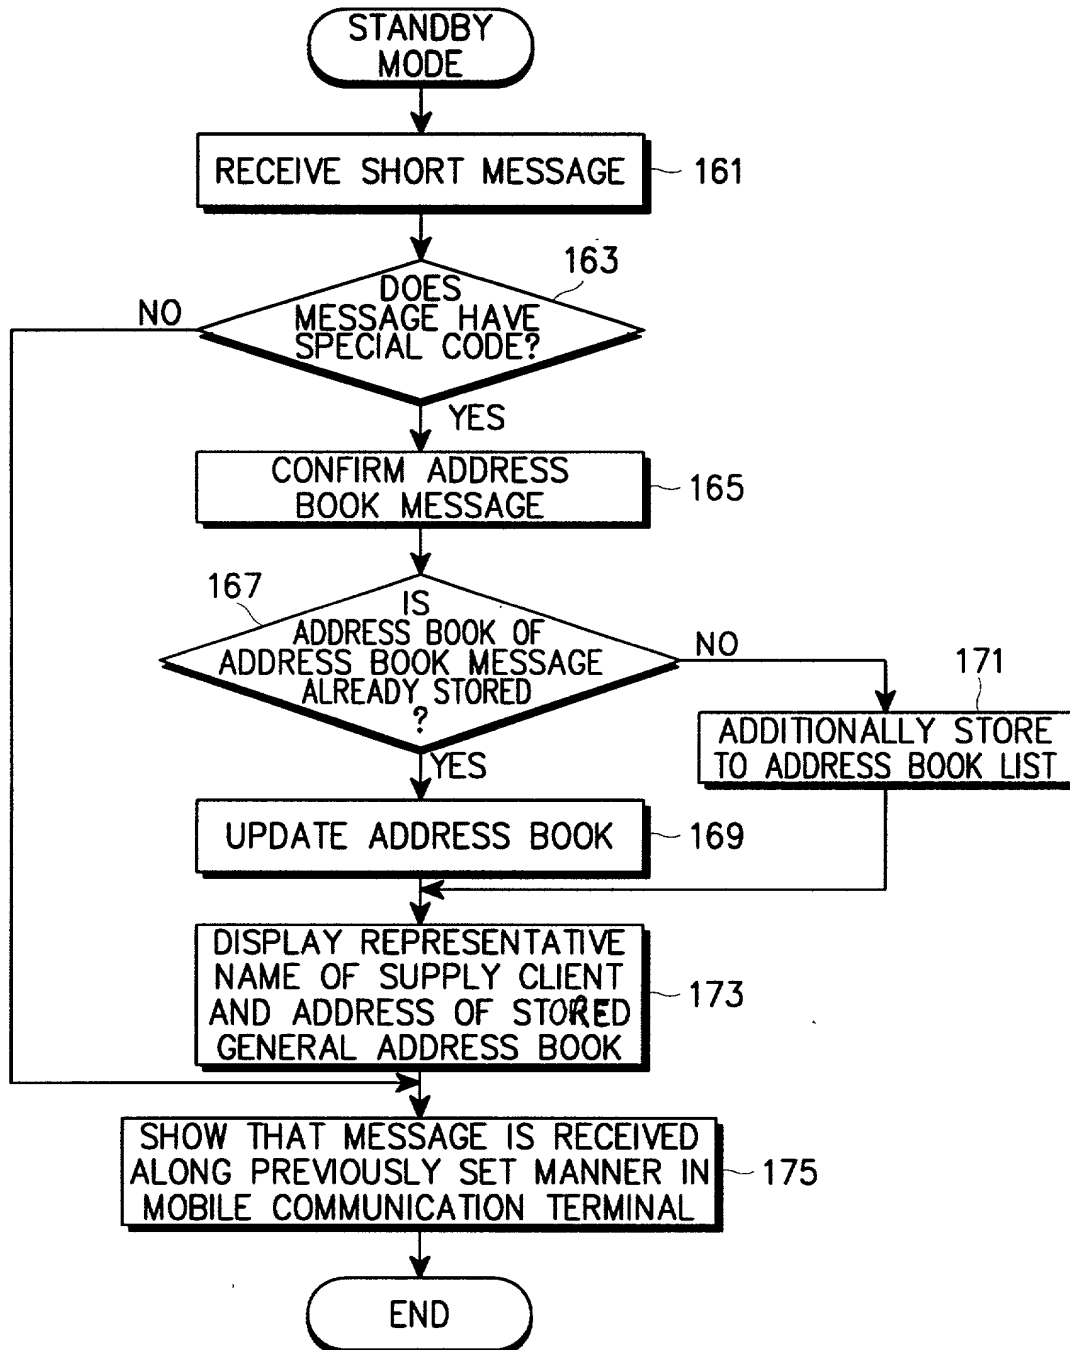 STANDBY
MODE
RECEIVE SHORT MESSAGE
161
163
DOES
MESSAGE HAVE
SPECIAL CODE?
NO
YES
CONFIRM ADDRESS
BOOK MESSAGE
165
167
IS
ADDRESS BOOK OF
ADDRESS BOOK MESSAGE
ALREADY STORED
?
NO
YES
171
ADDITIONALLY STORE
TO ADDRESS BOOK LIST
UPDATE ADDRESS BOOK
169
DISPLAY REPRESENTATIVE
NAME OF SUPPLY CLIENT
AND ADDRESS OF STORED
GENERAL ADDRESS BOOK
173
SHOW THAT MESSAGE IS RECEIVED
ALONG PREVIOUSLY SET MANNER IN
MOBILE COMMUNICATION TERMINAL
175
END